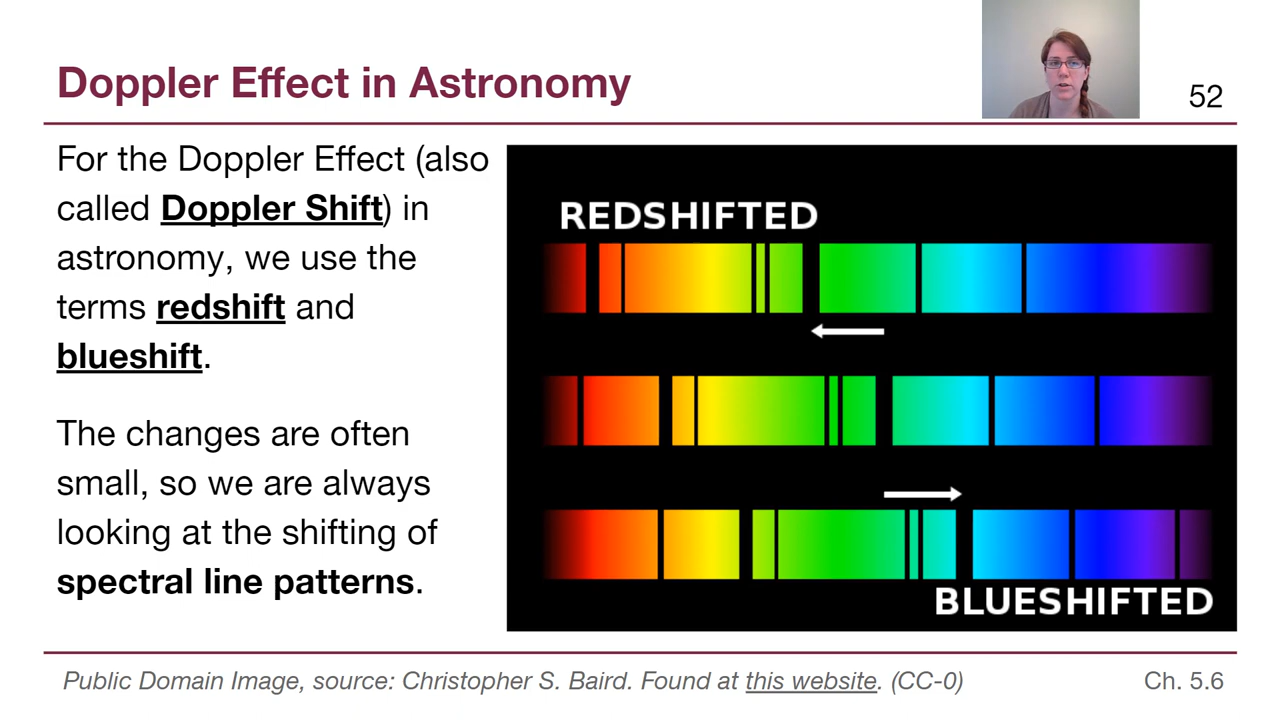 Doppler Effect in Astronomy
52
For the Doppler Effect (also
called Doppler Shift) in
astronomy, we use the
terms redshift and
blueshift.
The changes are often
small, so we are always
looking at the shifting of
spectral line patterns.
REDSHIFTED
BLUESHIFTED
Public Domain Image, source: Christopher S. Baird. Found at this website. (CC-0)
Ch. 5.6